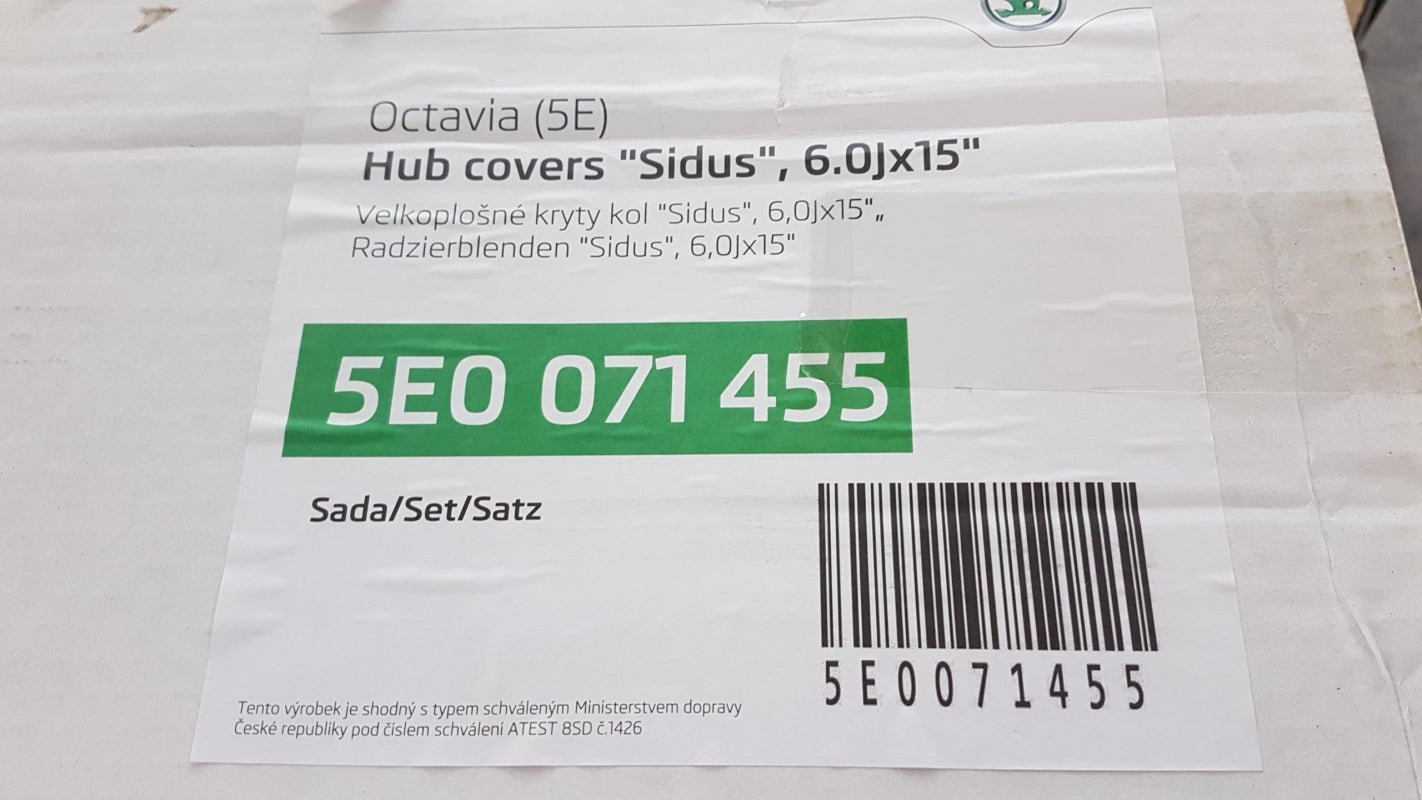 Octavia (5E)
Hub covers "Sidus", 6.0Jx15"
Velkoplošné kryty kol "Sidus", 6,0Jx15"„
Radzierblenden "Sidus", 6,0Jx15"
5E0 071 455
Sada/Set/Satz
5E0071455
Tento výrobek je shodný s typem schváleným Ministerstvem dopravy
České republiky pod číslem schválení ATEST 8SD č.1426